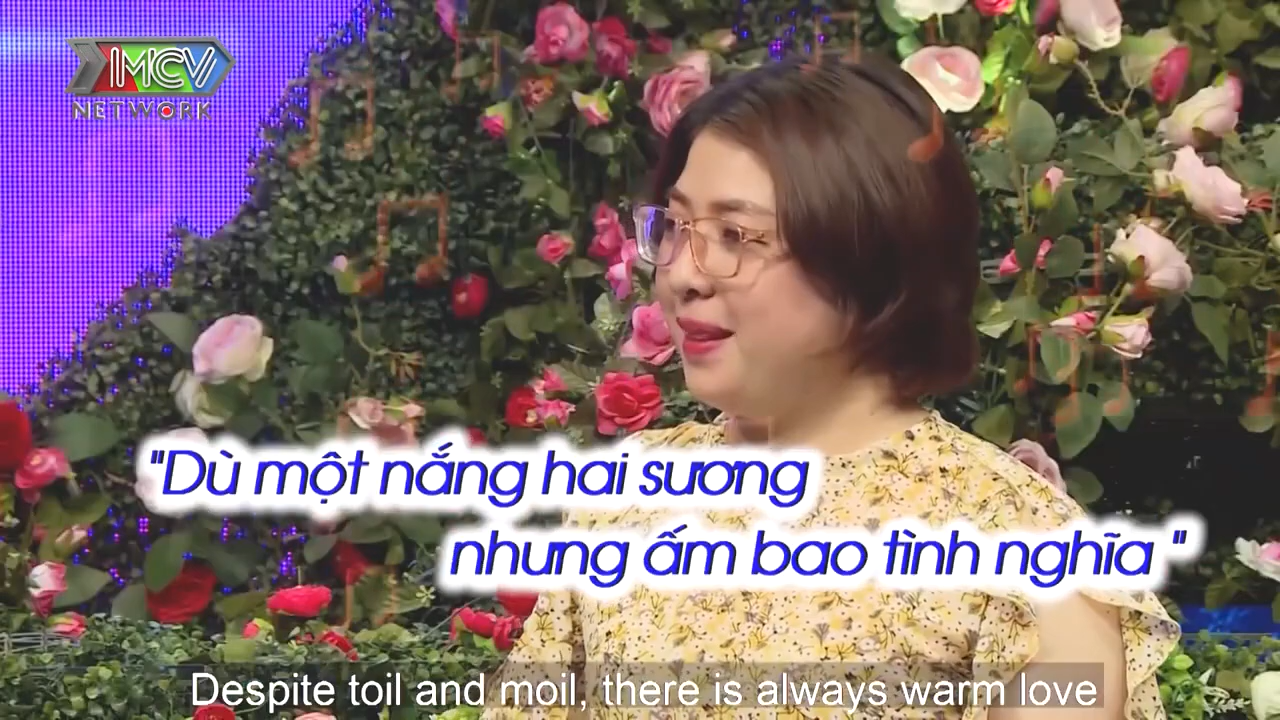 MCV
NETWORK
"Dù một nắng hai sương
nhưng ấm bao tình nghĩa"
Despite toil and moil, there is always warm love